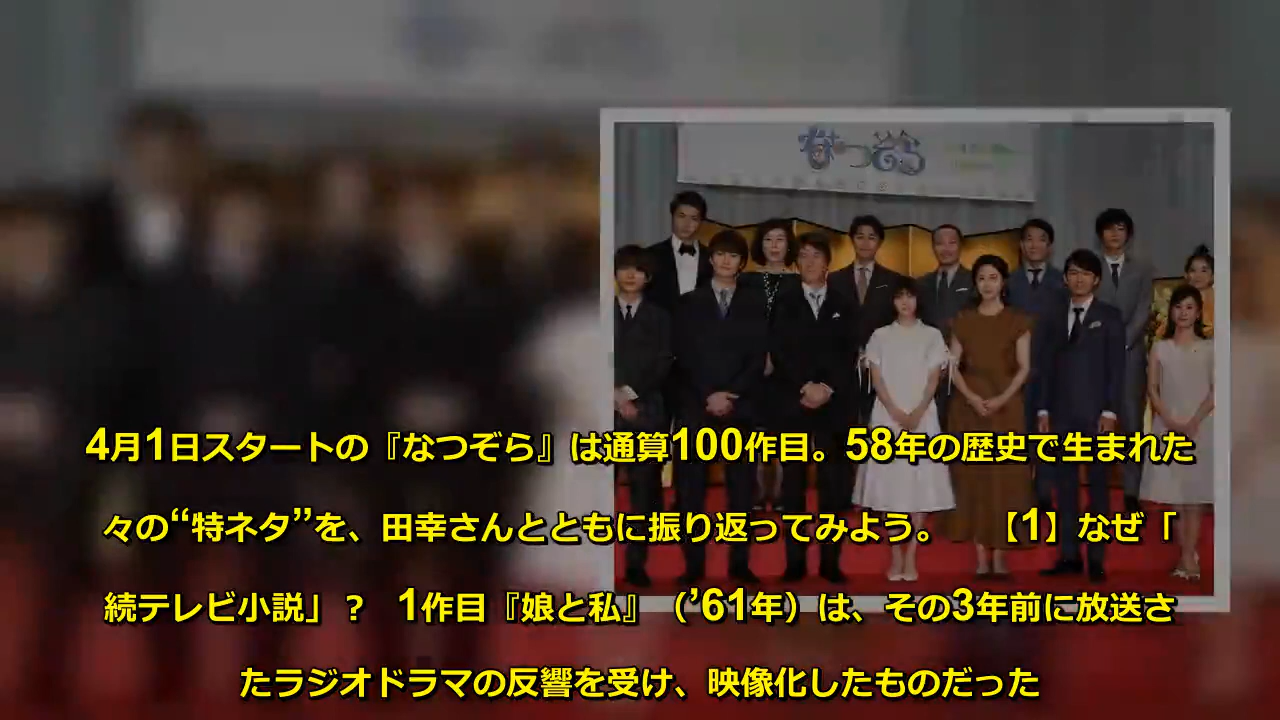 なつぞら
4月1日スタートの『なつぞら』は通算100作目。58年の歴史で生まれた
々の“特ネタ”を、田幸さんとともに振り返ってみよう。　【1】なぜ「
続テレビ小説」？　1作目『娘と私』（’61年）は、その3年前に放送さ
たラジオドラマの反響を受け、映像化したものだった